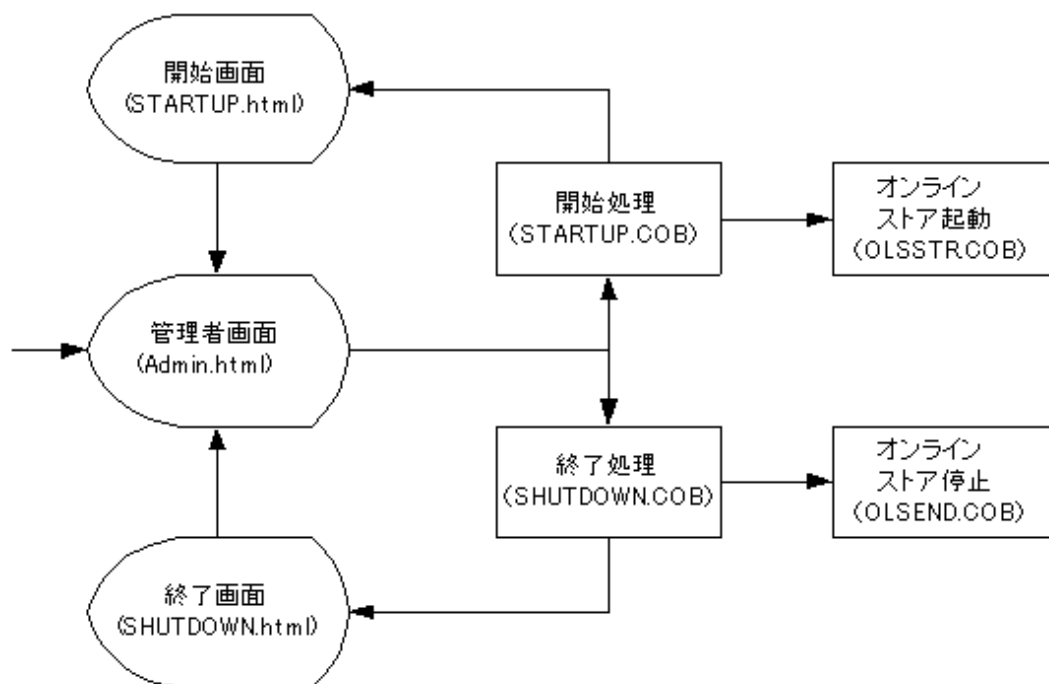 開始画面
(STARTUP.html)
開始処理
(STARTUP.COB)
オンライン
ストア起動
(OLSSTR.COB)
管理者画面
(Admin.html)
終了処理
(SHUTDOWN.COB)
オンライン
ストア停止
(OLSEND.COB)
終了画面
(SHUTDOWN.html)